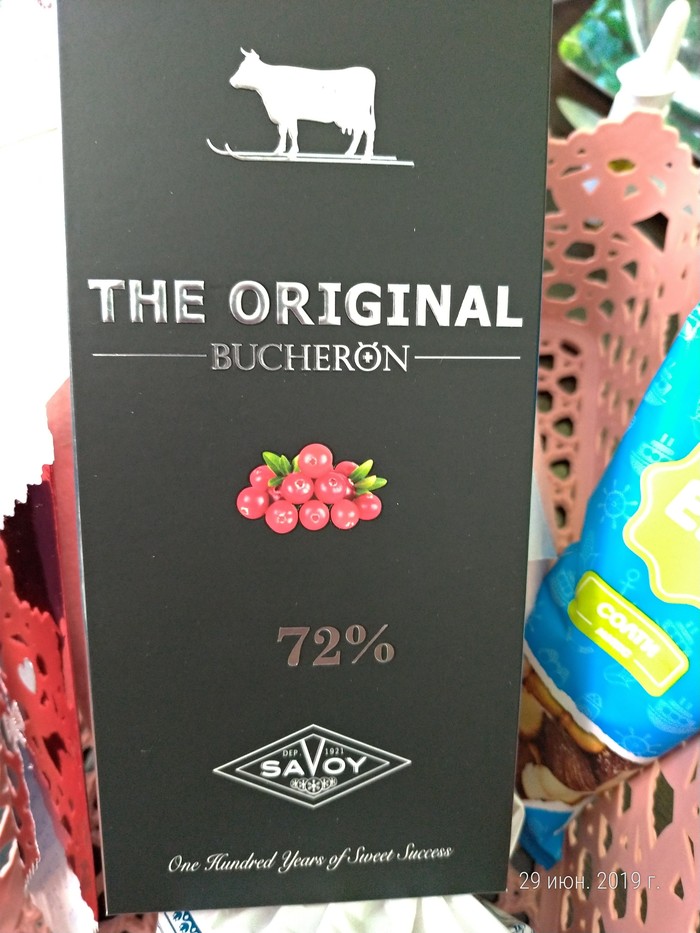 THE ORIGINAL
BUCHERON
72%
DEP. 1921
SAVOY
One Hundred Years of Sweet Success
29 июн. 2019 г.